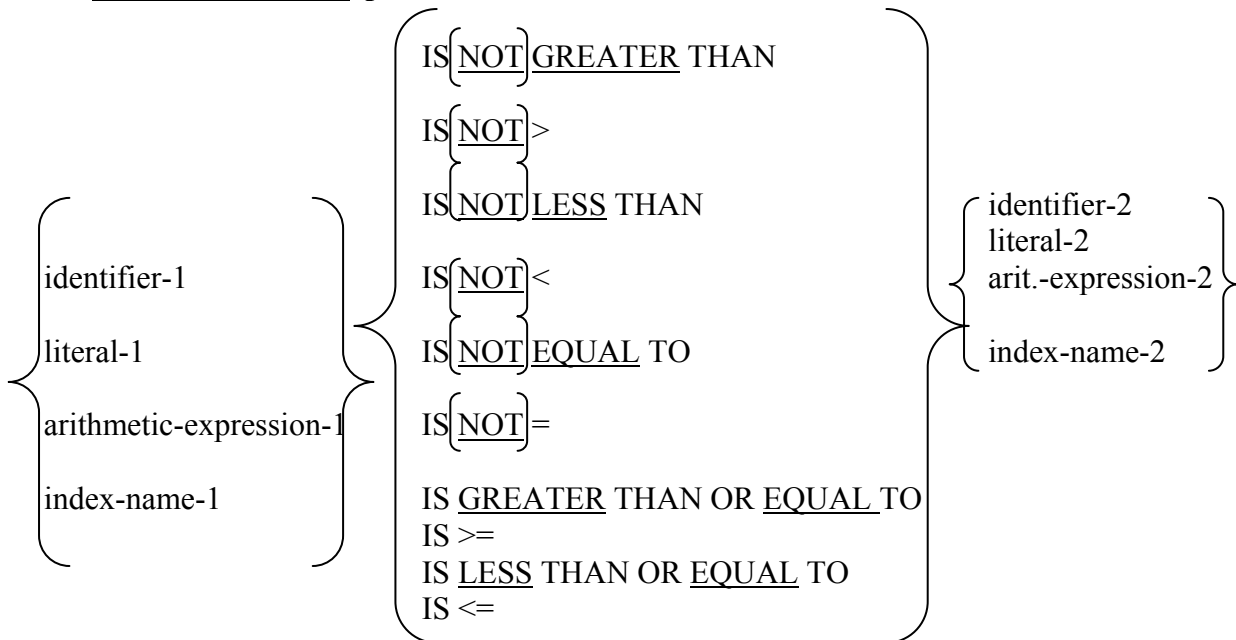 IS[NOT]GREATER THAN
IS[NOT]>
IS[NOT]LESS THAN
identifier-1
literal-1
arithmetic-expression-1
index-name-1
IS[NOT]<
IS[NOT]EQUAL TO
IS[NOT]=
IS GREATER THAN OR EQUAL TO
IS >=
IS LESS THAN OR EQUAL TO
IS <=
identifier-2
literal-2
arit.-expression-2
index-name-2